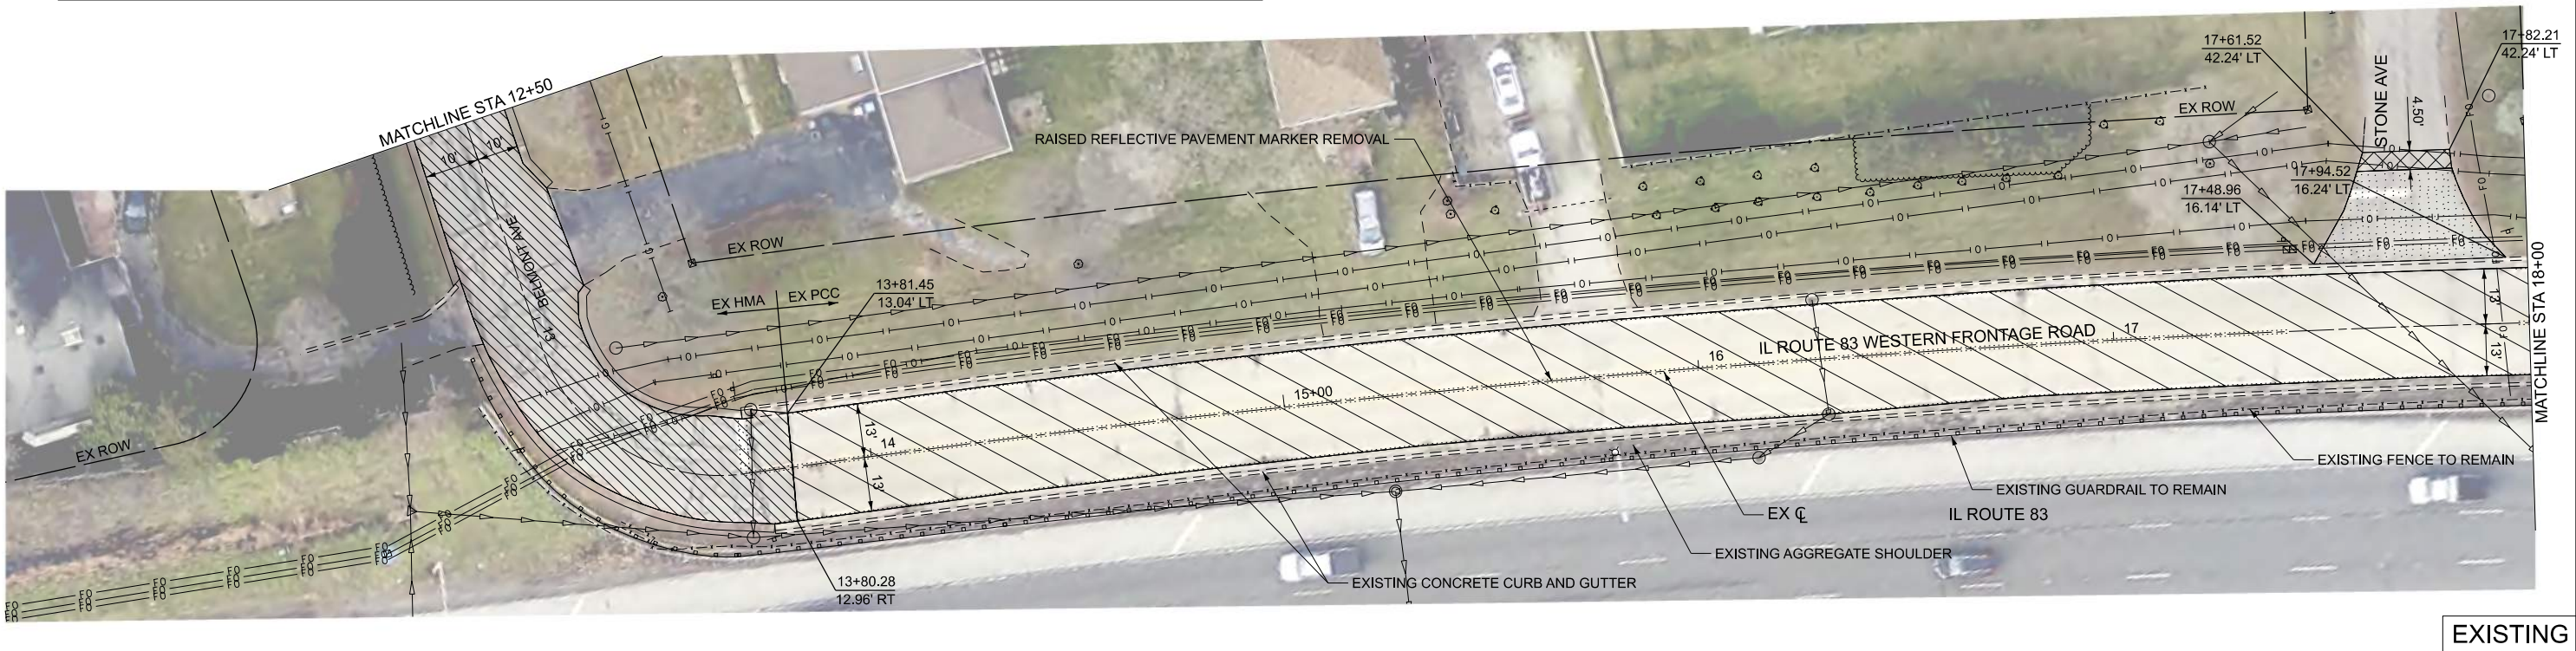 MATCHLINE STA 12+50
10'
10'
BELMONT AVE
13
EX ROW
EX ROW
EX HMA
EX PCC
13+81.45
13.04' LT
RAISED REFLECTIVE PAVEMENT MARKER REMOVAL
17+61.52
42.24' LT
17+82.21
42.24' LT
STONE AVE
4.50'
EX ROW
17+94.52
16.24' LT
17+48.96
16.14' LT
13'
13'
MATCHLINE STA 18+00
IL ROUTE 83 WESTERN FRONTAGE ROAD
17
16
15+00
14
13'
13'
EXISTING FENCE TO REMAIN
EXISTING GUARDRAIL TO REMAIN
EX CL
IL ROUTE 83
EXISTING AGGREGATE SHOULDER
EXISTING CONCRETE CURB AND GUTTER
13+80.28
12.96' RT
EXISTING